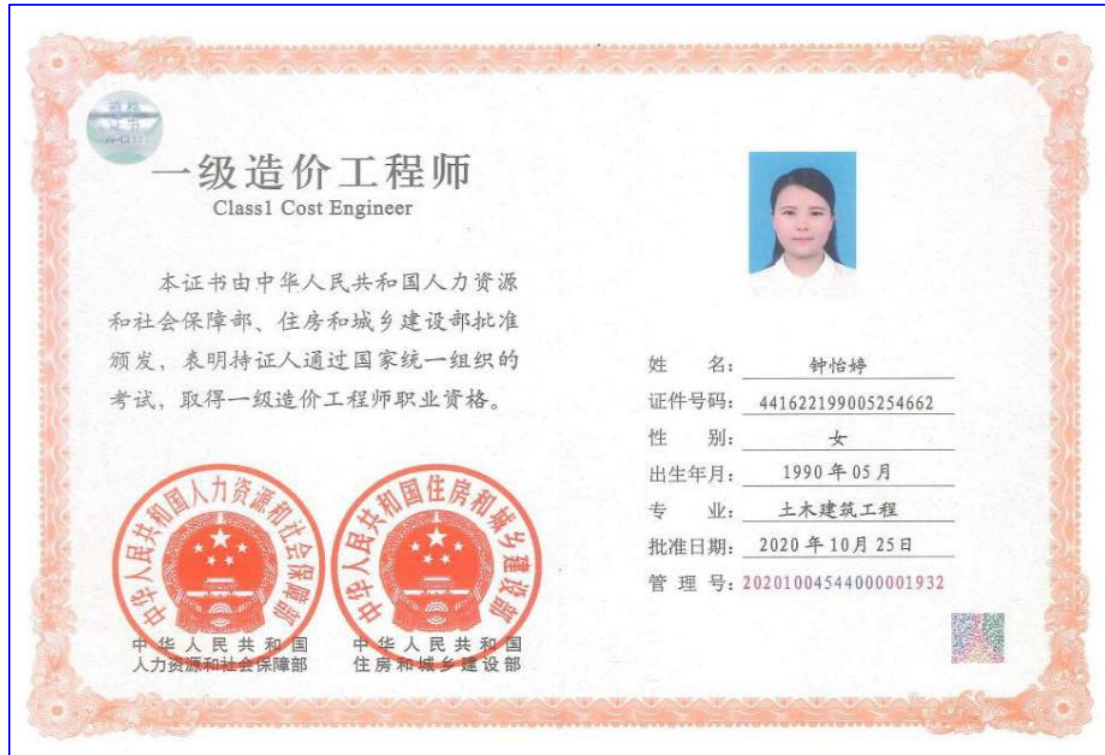 一级造价工程师
Class1 Cost Engineer
本证书由中华人民共和国人力资源
和社会保障部、住房和城乡建设部批准
颁发，表明持证人通过国家统一组织的
考试，取得一级造价工程师职业资格。
中华人民共和国人力资源和社会保障部
中华人民共和国
人力资源和社会保障部
中华人民共和国住房和城乡建设部
中华人民共和国
住房和城乡建设部
姓 名： 钟怡婷
证件号码： 441622199005254662
性 别： 女
出生年月： 1990年05月
专 业： 土木建筑工程
批准日期： 2020年10月25日
管 理 号： 20201004544000001932